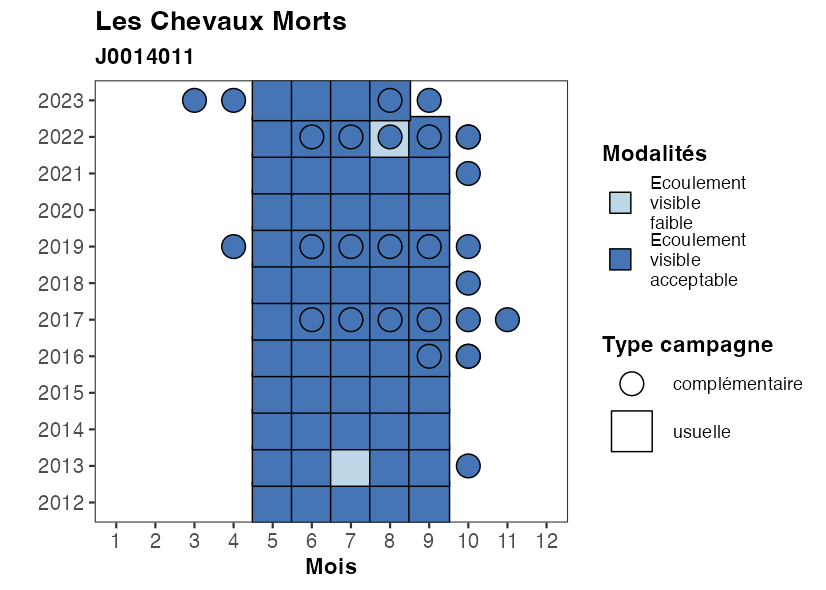 Les Chevaux Morts
J0014011
2023
2022
2021
2020
2019
2018
2017
2016
2015
2014
2013
2012
1 2 3 4 5 6 7 8 9 10 11 12
Mois
Modalités
Ecoulement
visible
faible
Ecoulement
visible
acceptable
Type campagne
complémentaire
usuelle